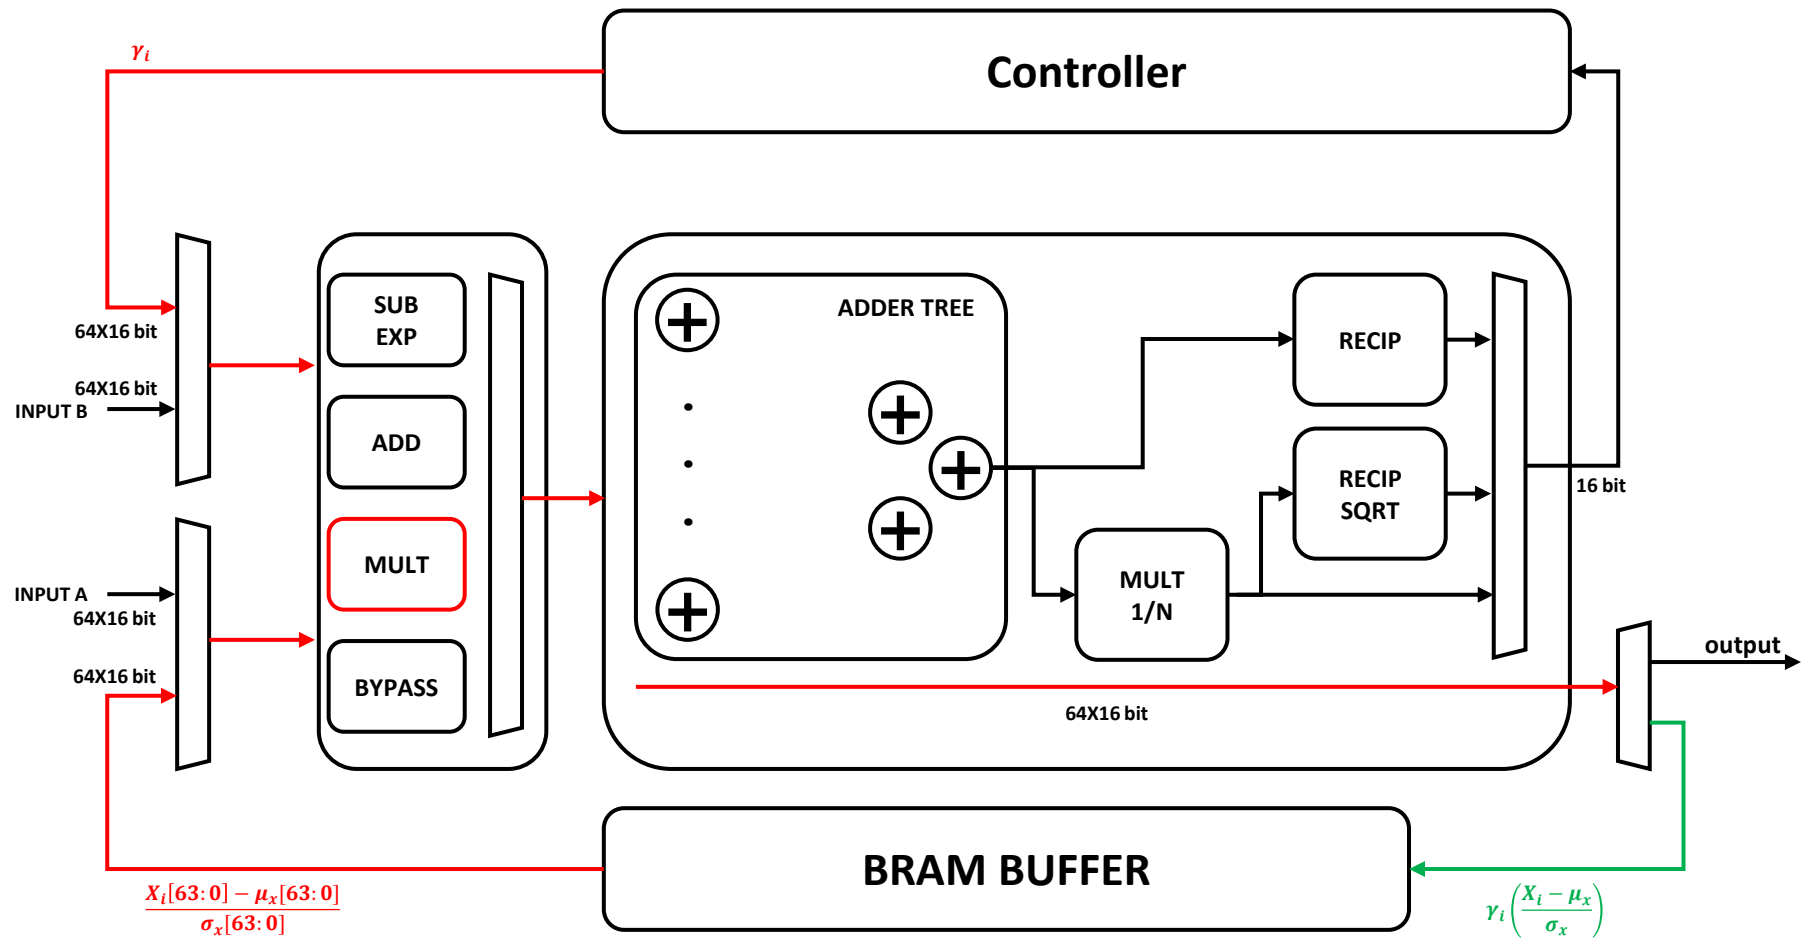 Controller
γᵢ
64X16 bit
64X16 bit
INPUT B
INPUT A
64X16 bit
64X16 bit
SUB
EXP
ADD
MULT
BYPASS
ADDER TREE
+
+
+
+
+
RECIP
RECIP
SQRT
MULT
1/N
16 bit
64X16 bit
output
BRAM BUFFER
Xᵢ[63:0] − μₓ[63:0]
σₓ[63:0]
γᵢ(Xᵢ − μₓ
σₓ)